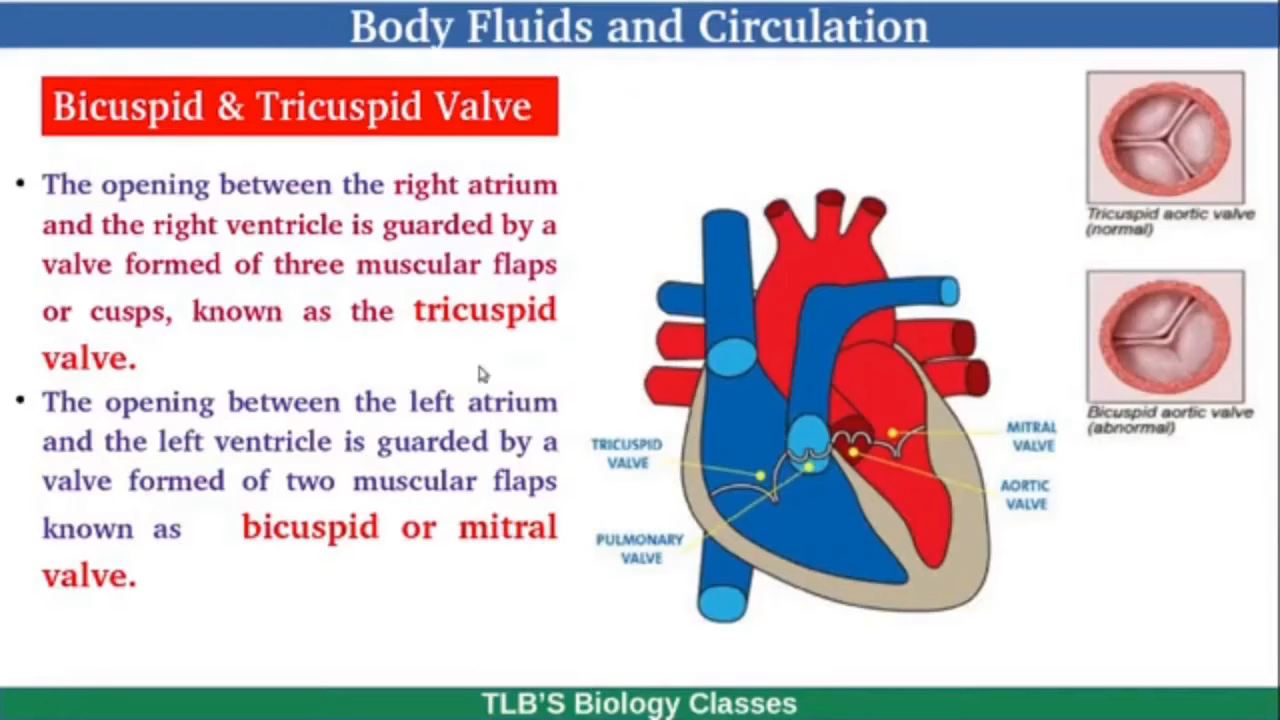 Body Fluids and Circulation
Bicuspid & Tricuspid Valve
• The opening between the right atrium
and the right ventricle is guarded by a
valve formed of three muscular flaps
or cusps, known as the tricuspid
valve.
• The opening between the left atrium
and the left ventricle is guarded by a
valve formed of two muscular flaps
known as bicuspid or mitral
valve.
TRICUSPID
VALVE
PULMONARY
VALVE
MITRAL
VALVE
AORTIC
VALVE
Tricuspid aortic valve
(normal)
Bicuspid aortic valve
(abnormal)
TLB'S Biology Classes